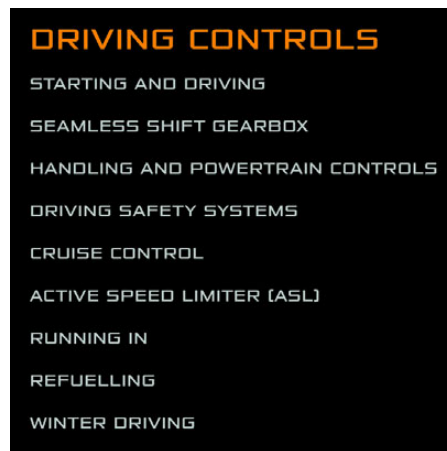 DRIVING CONTROLS
STARTING AND DRIVING
SEAMLESS SHIFT GEARBOX
HANDLING AND POWERTRAIN CONTROLS
DRIVING SAFETY SYSTEMS
CRUISE CONTROL
ACTIVE SPEED LIMITER (ASL)
RUNNING IN
REFUELLING
WINTER DRIVING